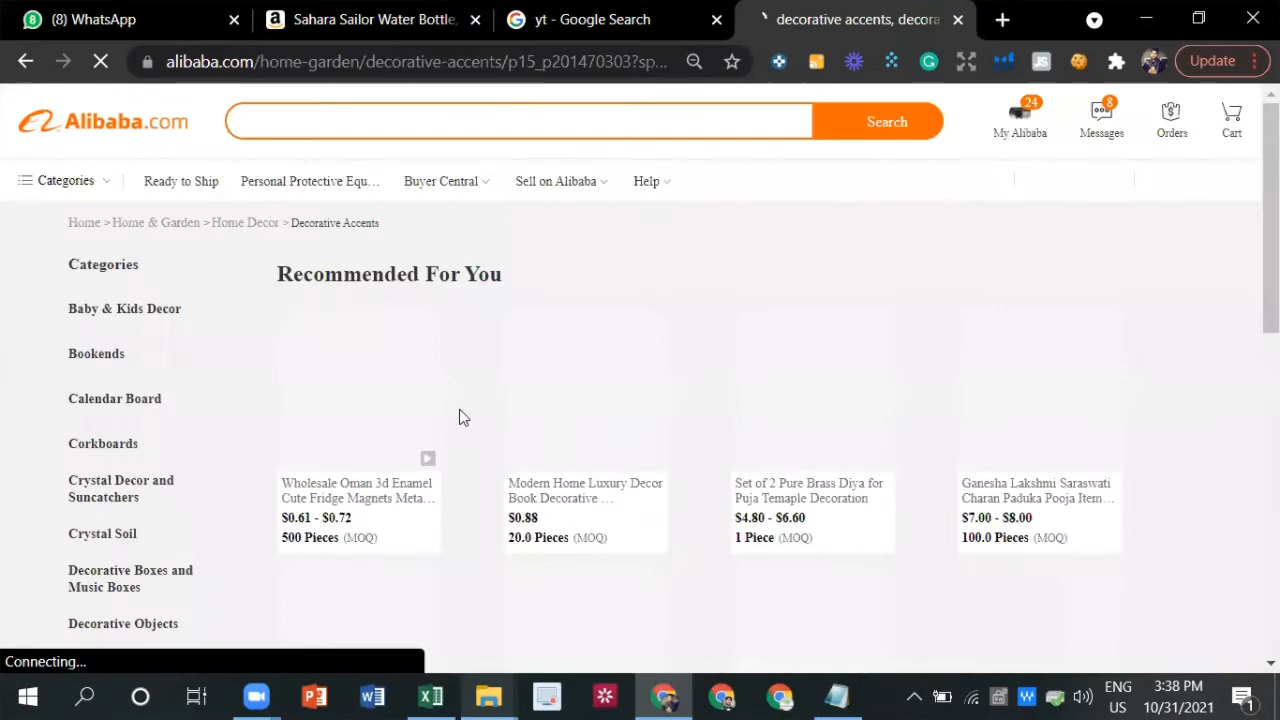 (8) WhatsApp
Sahara Sailor Water Bottle,
yt - Google Search
decorative accents, decora
alibaba.com/home-garden/decorative-accents/p15_p201470303?sp...
Update
Alibaba.com
Search
24
My Alibaba
8
Messages
Orders
Cart
Categories
Ready to Ship
Personal Protective Equ...
Buyer Central
Sell on Alibaba
Help
Home > Home & Garden > Home Decor > Decorative Accents
Categories
Recommended For You
Baby & Kids Decor
Bookends
Calendar Board
Corkboards
Crystal Decor and
Suncatchers
Crystal Soil
Decorative Boxes and
Music Boxes
Decorative Objects
Wholesale Oman 3d Enamel
Cute Fridge Magnets Meta...
$0.61 - $0.72
500 Pieces (MOQ)
Modern Home Luxury Decor
Book Decorative ...
$0.88
20.0 Pieces (MOQ)
Set of 2 Pure Brass Diya for
Puja Temaple Decoration
$4.80 - $6.60
1 Piece (MOQ)
Ganesha Lakshmi Saraswati
Charan Paduka Pooja Item...
$7.00 - $8.00
100.0 Pieces (MOQ)
Connecting...
ENG
US
3:38 PM
10/31/2021
1